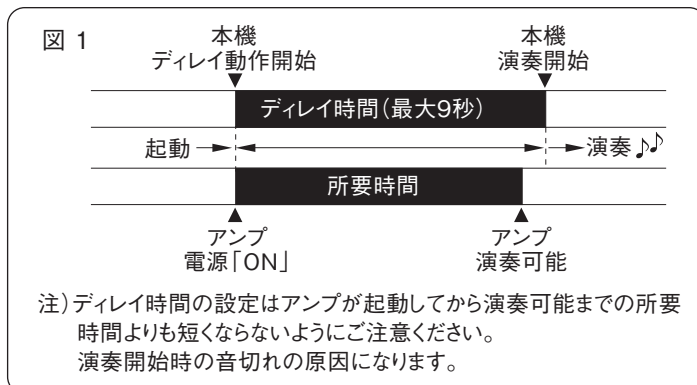 図 1
本機
ディレイ動作開始
本機
演奏開始
ディレイ時間（最大9秒）
起動
演奏♪♪
所要時間
アンプ
電源「ON」
アンプ
演奏可能
注）ディレイ時間の設定はアンプが起動してから演奏可能までの所要
時間よりも短くならないようにご注意ください。
演奏開始時の音切れの原因になります。